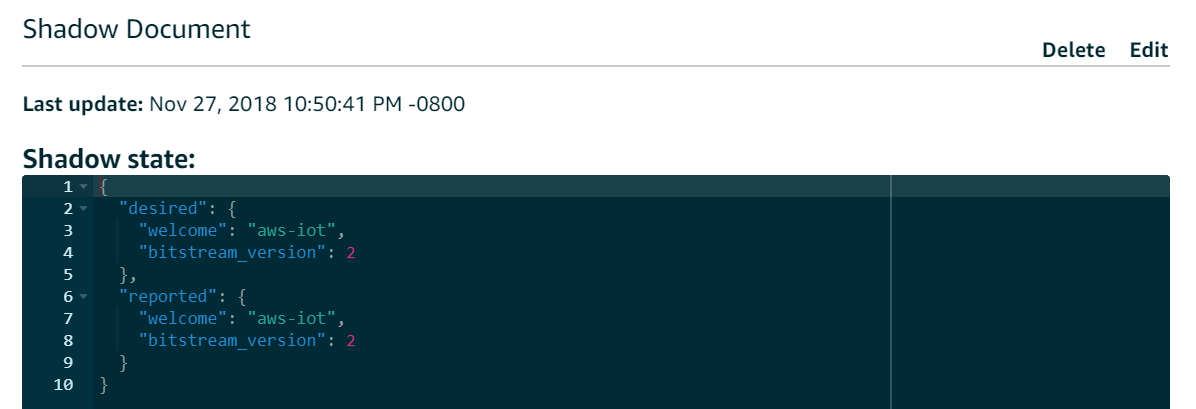 Shadow Document
Delete Edit
Last update: Nov 27, 2018 10:50:41 PM -0800
Shadow state:
1 {
2 "desired": {
3 "welcome": "aws-iot",
4 "bitstream_version": 2
5 },
6 "reported": {
7 "welcome": "aws-iot",
8 "bitstream_version": 2
9 }
10 }